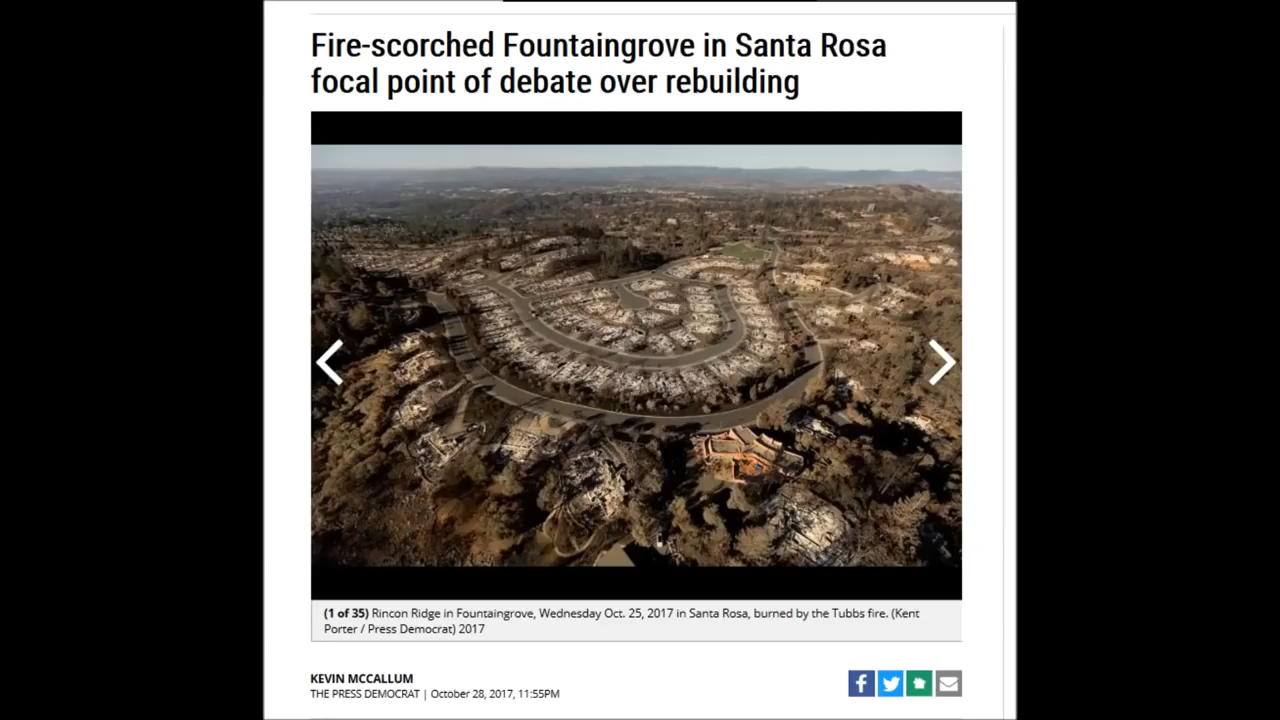 Fire-scorched Fountaingrove in Santa Rosa
focal point of debate over rebuilding
(1 of 35) Rincon Ridge in Fountaingrove, Wednesday Oct. 25, 2017 in Santa Rosa, burned by the Tubbs fire. (Kent
Porter / Press Democrat) 2017
KEVIN MCCALLUM
THE PRESS DEMOCRAT | October 28, 2017, 11:55PM